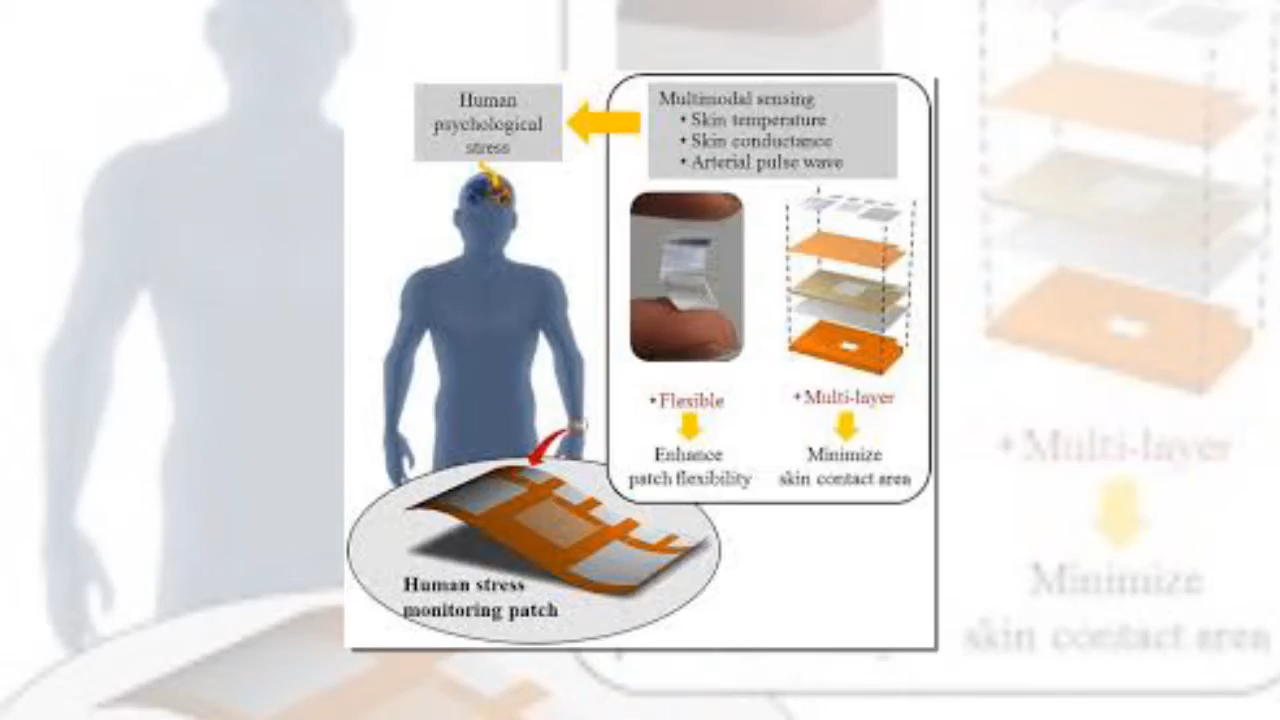 Human
psychological
stress
Multimodal sensing
• Skin temperature
• Skin conductance
• Arterial pulse wave
• Flexible
Enhance
patch flexibility
• Multi-layer
Minimize
skin contact area
Human stress
monitoring patch
• Multi-layer
Minimize
skin contact area